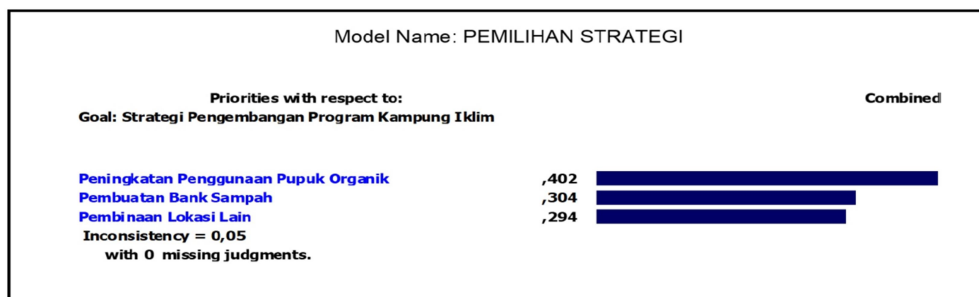 Model Name: PEMILIHAN STRATEGI
Priorities with respect to: Combined
Goal: Strategi Pengembangan Program Kampung Iklim
Peningkatan Penggunaan Pupuk Organik ,402
Pembuatan Bank Sampah ,304
Pembinaan Lokasi Lain ,294
Inconsistency = 0,05
with 0 missing judgments.